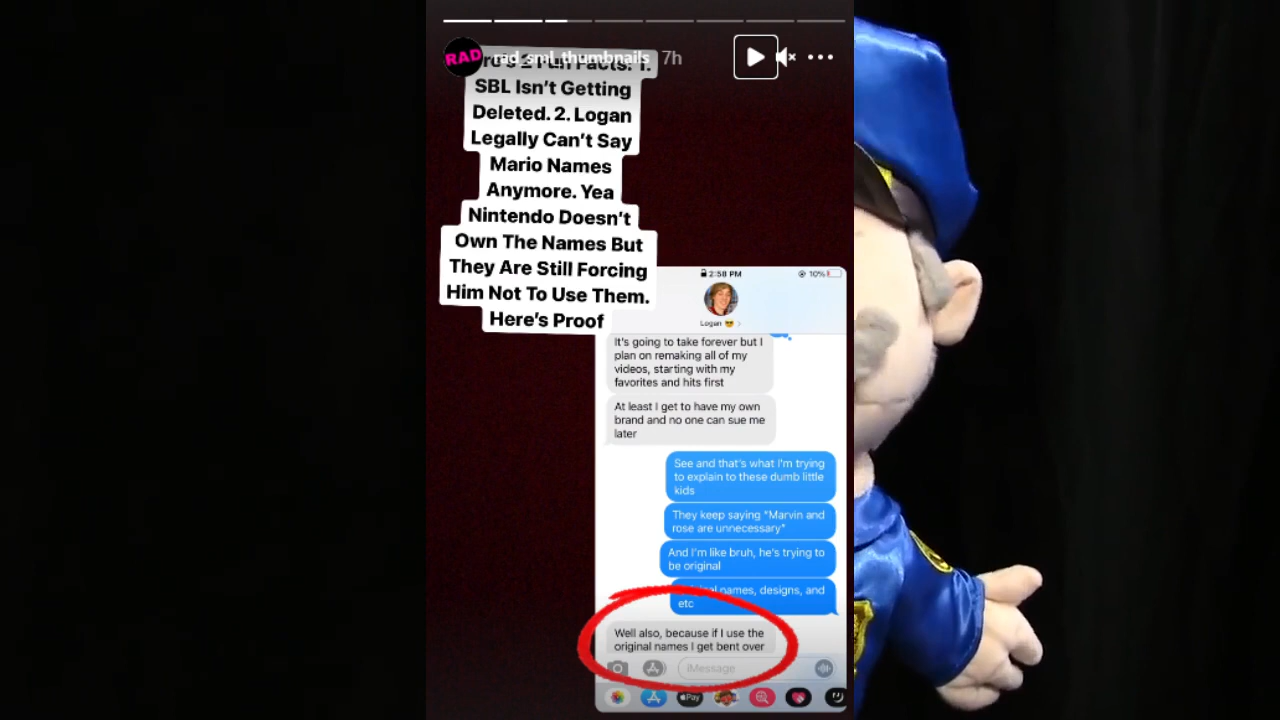 RAD rad_sml_thumbnails 7h
2 Fun Facts: 1.
SBL Isn't Getting
Deleted. 2. Logan
Legally Can't Say
Mario Names
Anymore. Yea
Nintendo Doesn't
Own The Names But
They Are Still Forcing
Him Not To Use Them.
Here's Proof
2:58 PM 10%
Logan 😎 >
It's going to take forever but I
plan on remaking all of my
videos, starting with my
favorites and hits first
At least I get to have my own
brand and no one can sue me
later
See and that's what I'm trying
to explain to these dumb little
kids
They keep saying "Marvin and
rose are unnecessary"
And I'm like bruh, he's trying to
be original
names, designs, and
etc
Well also, because if I use the
original names I get bent over
iMessage
Pay